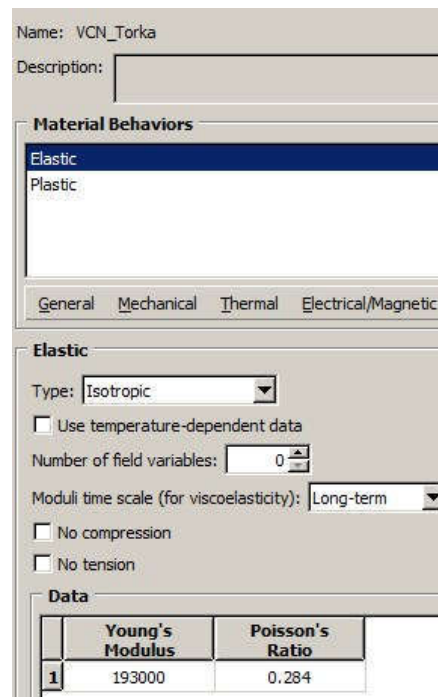 Name: VCN_Torka
Description:
Material Behaviors
Elastic
Plastic
General Mechanical Thermal Electrical/Magnetic
Elastic
Type: Isotropic
Use temperature-dependent data
Number of field variables: 0
Moduli time scale (for viscoelasticity): Long-term
No compression
No tension
Data
Young's Modulus Poisson's Ratio
1 193000 0.284